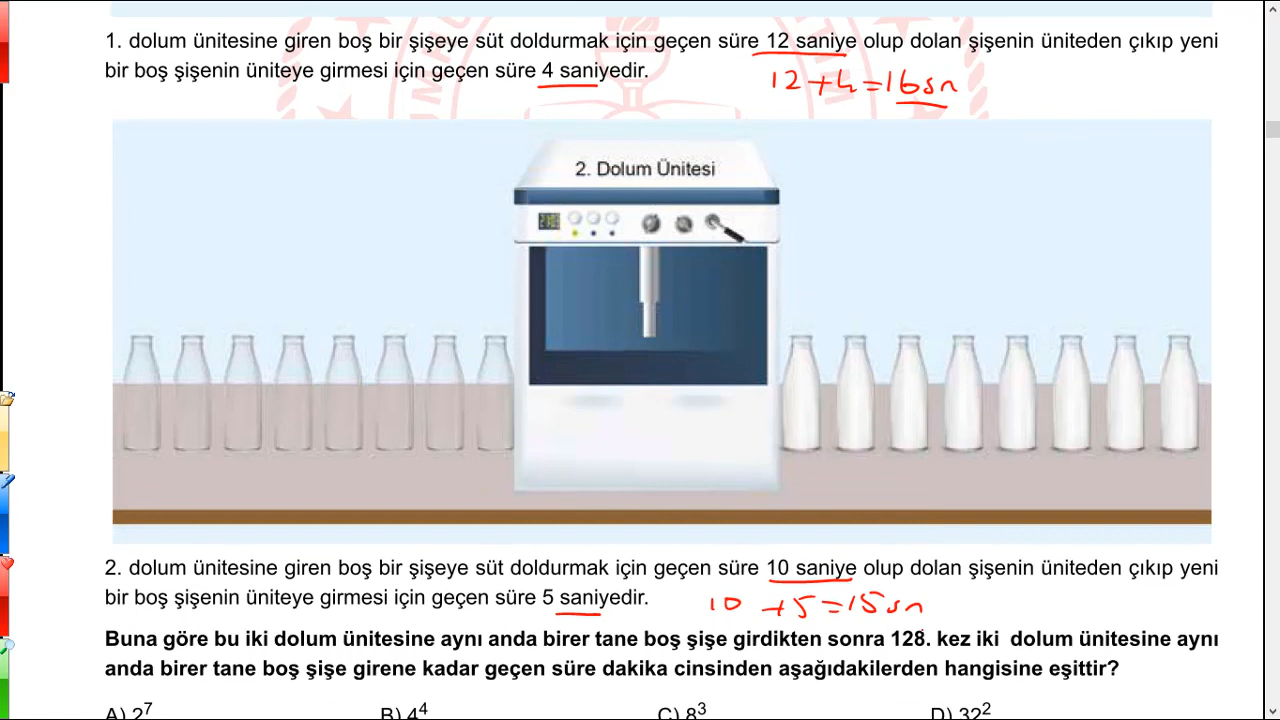 1. dolum ünitesine giren boş bir şişeye süt doldurmak için geçen süre 12 saniye olup dolan şişenin üniteden çıkıp yeni
bir boş şişenin üniteye girmesi için geçen süre 4 saniyedir.
12 + 4 = 16 sn
2. Dolum Ünitesi
2. dolum ünitesine giren boş bir şişeye süt doldurmak için geçen süre 10 saniye olup dolan şişenin üniteden çıkıp yeni
bir boş şişenin üniteye girmesi için geçen süre 5 saniyedir.
10 + 5 = 15 sn
Buna göre bu iki dolum ünitesine aynı anda birer tane boş şişe girdikten sonra 128. kez iki dolum ünitesine aynı
anda birer tane boş şişe girene kadar geçen süre dakika cinsinden aşağıdakilerden hangisine eşittir?
A) 2⁷ B) 4⁴ C) 8³ D) 32²